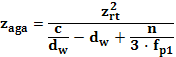 z_aga = z_rt^2 / (c/d_w − d_w + n/(3 · f_p1))